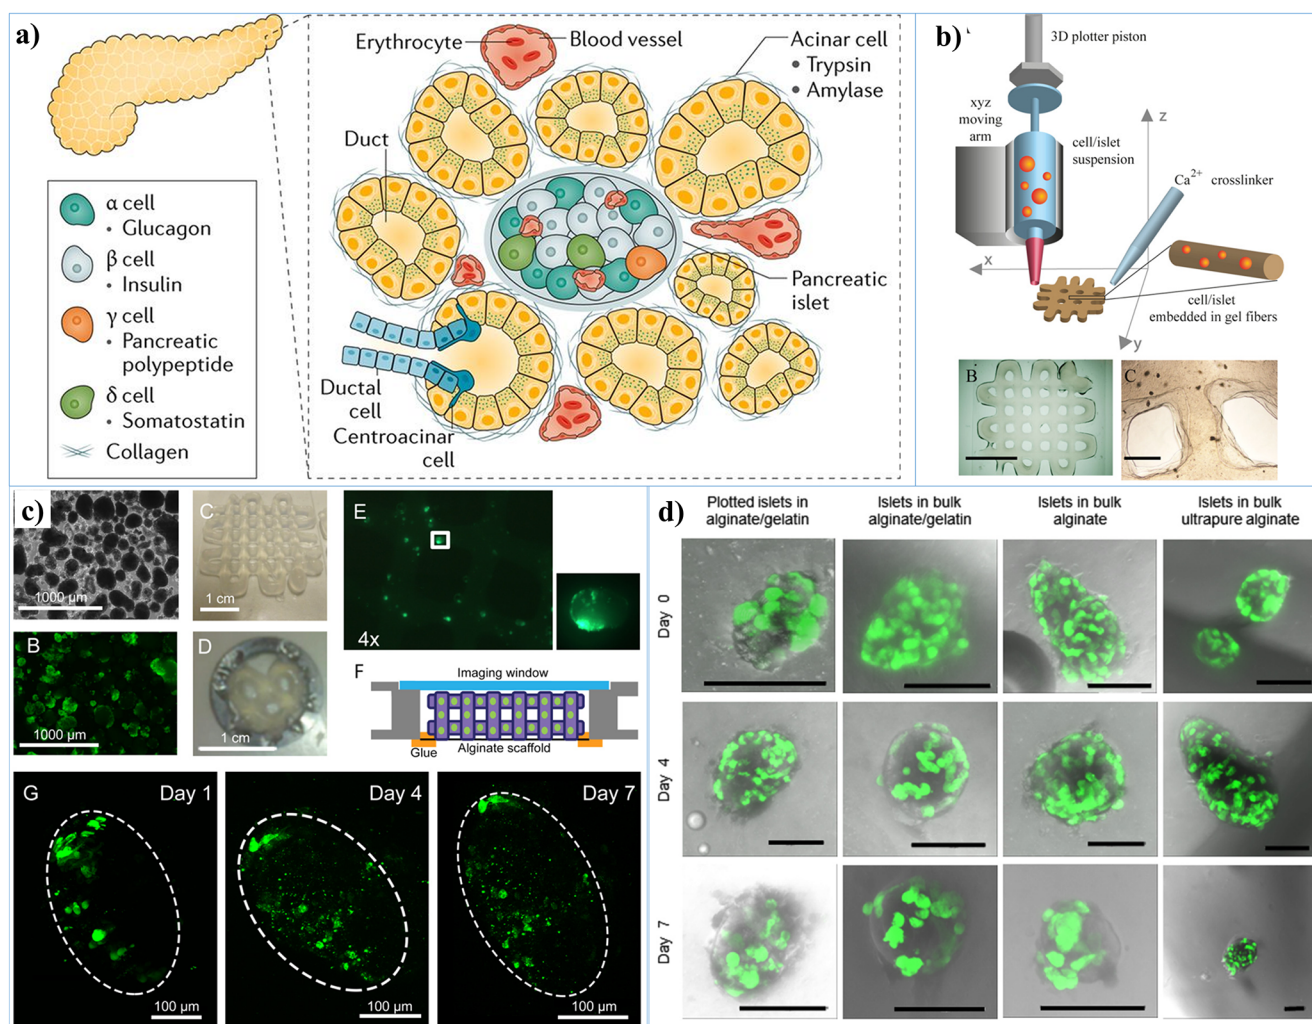 a)
Erythrocyte
Blood vessel
Acinar cell
• Trypsin
• Amylase
Duct
α cell
• Glucagon
β cell
• Insulin
γ cell
• Pancreatic
polypeptide
δ cell
• Somatostatin
Collagen
Pancreatic
islet
Ductal
cell
Centroacinar
cell
b)
3D plotter piston
xyz
moving
arm
cell/islet
suspension
z
Ca2+ crosslinker
x
cell/islet
embedded in gel fibers
y
B
C
c)
1000 µm
C
1 cm
E
4x
B
1000 µm
D
1 cm
F
Imaging window
Glue
Alginate scaffold
G
Day 1
100 µm
Day 4
100 µm
Day 7
100 µm
d)
Plotted islets in
alginate/gelatin
Islets in bulk
alginate/gelatin
Islets in bulk
alginate
Islets in bulk
ultrapure alginate
Day 0
Day 4
Day 7